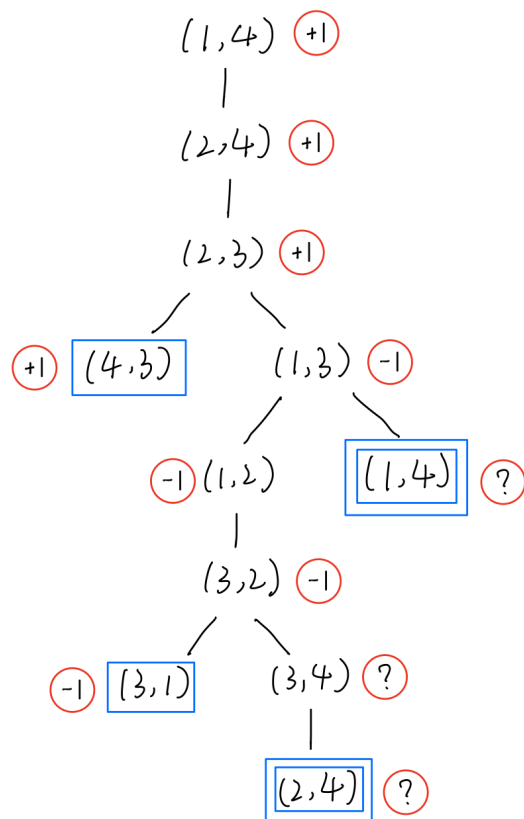 (1,4) +1
(2,4) +1
(2,3) +1
+1 (4,3) (1,3) -1
-1 (1,2) (1,4) ?
(3,2) -1
-1 (3,1) (3,4) ?
(2,4) ?